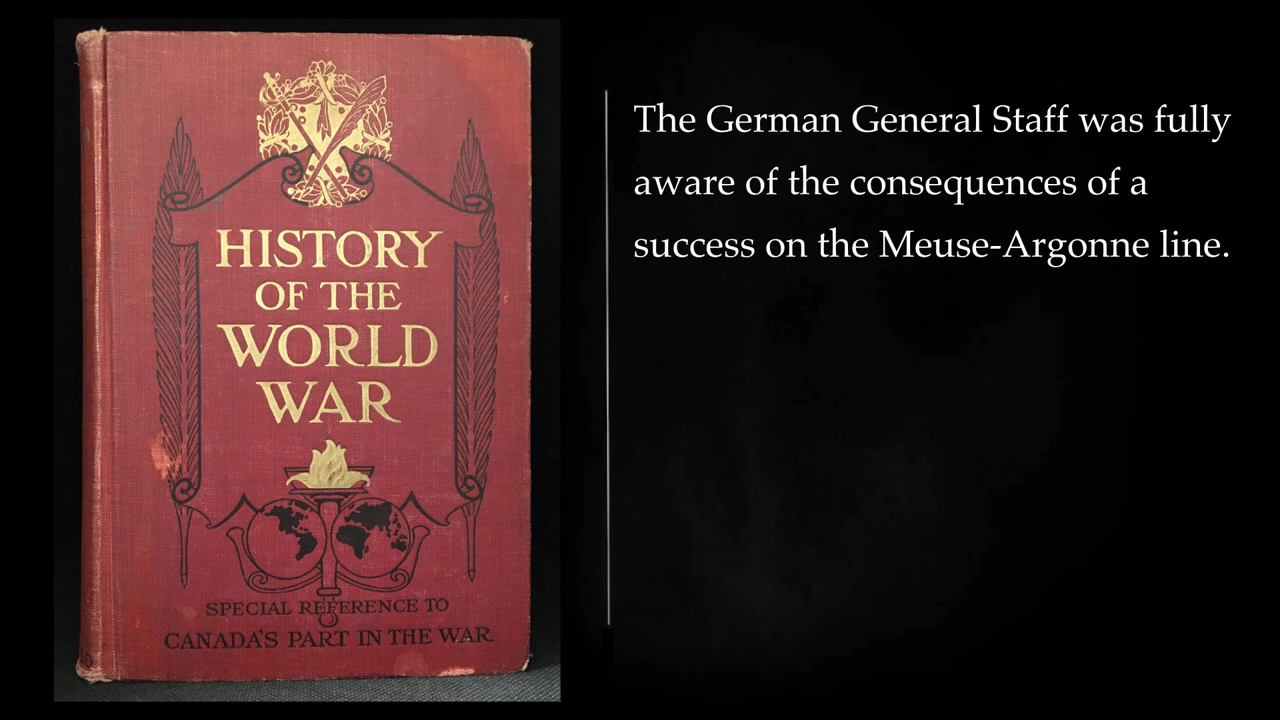 HISTORY
OF THE
WORLD
WAR
SPECIAL REFERENCE TO
CANADA'S PART IN THE WAR
The German General Staff was fully
aware of the consequences of a
success on the Meuse-Argonne line.